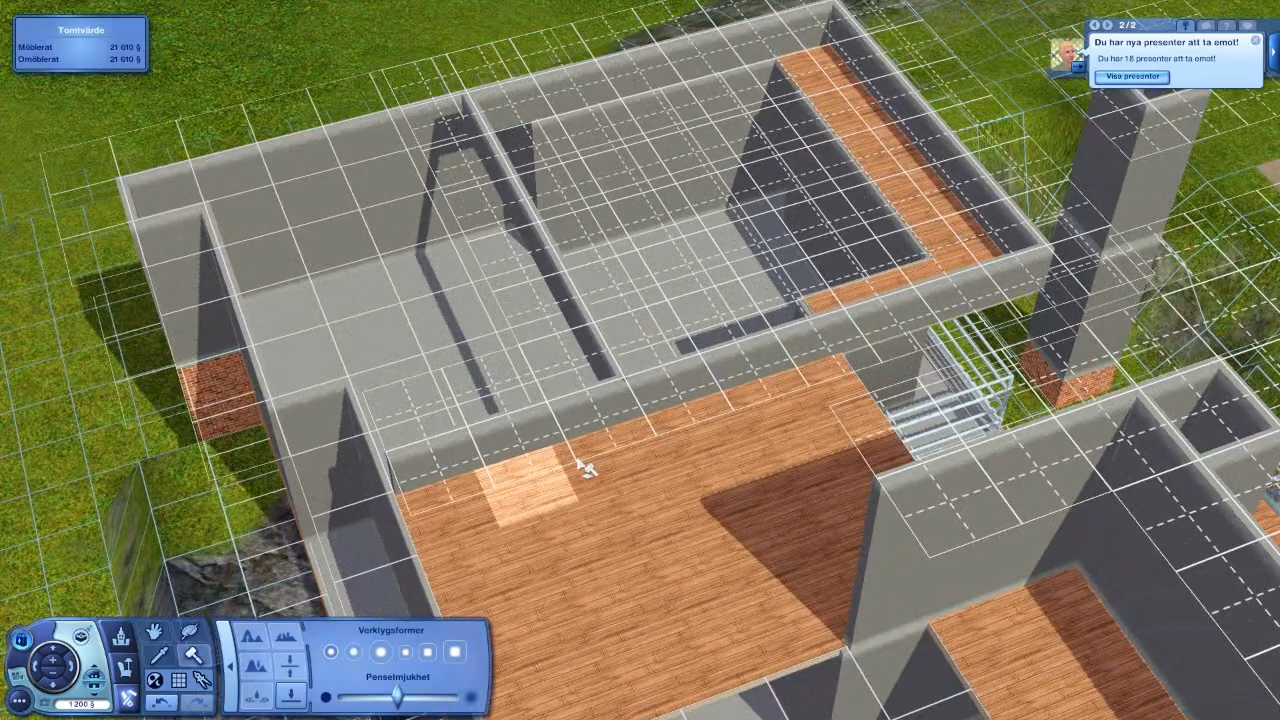 Tomtvärde
Möblerat 21 610 §
Omöblerat 21 610 §
2/2
Du har nya presenter att ta emot!
Du har 18 presenter att ta emot!
Visa presenter
Verktygsformer
Penselmjukhet
1 200 §